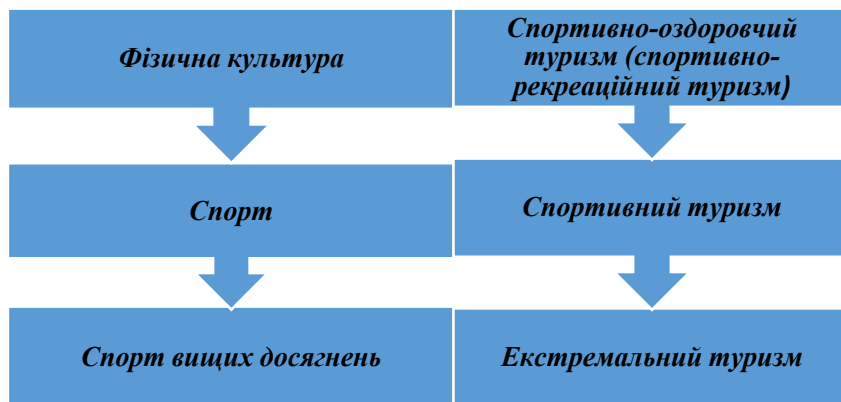 Фізична культура
Спортивно-оздоровчий
туризм (спортивно-
рекреаційний туризм)
Спорт
Спортивний туризм
Спорт вищих досягнень
Екстремальний туризм